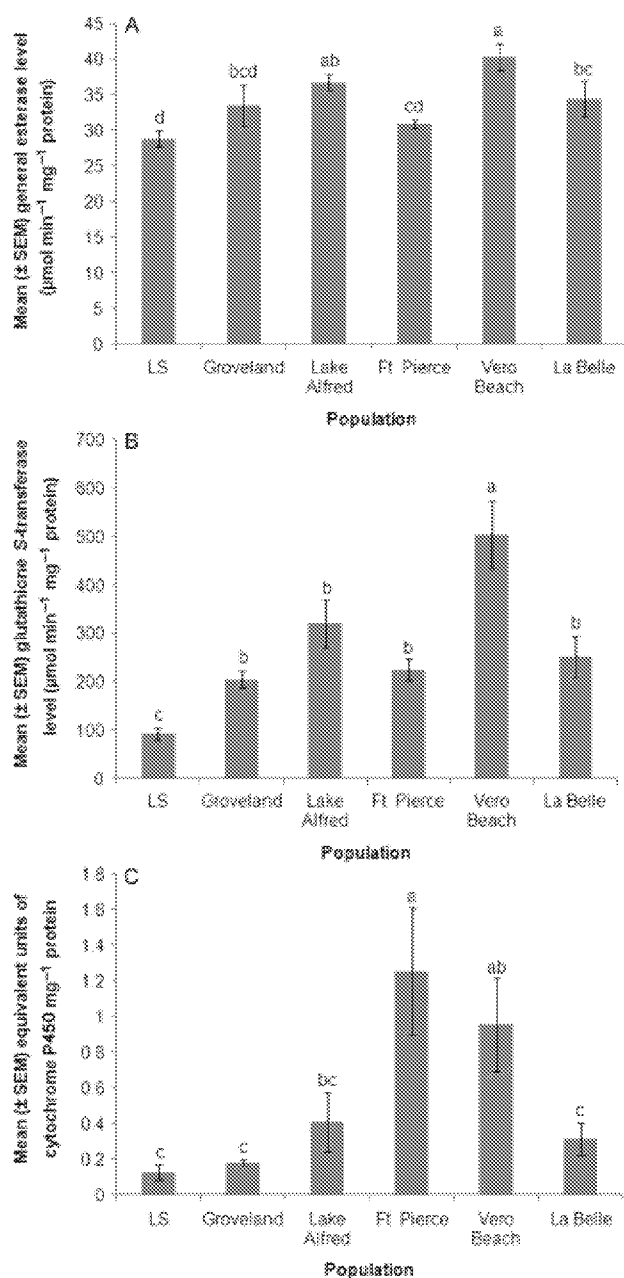 A
Mean (± SEM) general esterase level
(µmol min⁻¹ mg⁻¹ protein)
45
40
35
30
25
20
15
10
5
0
d
bcd
ab
cd
a
bc
LS
Groveland
Lake
Alfred
Ft Pierce
Vero
Beach
La Belle
Population
B
Mean (± SEM) glutathione S-transferase
level (µmol min⁻¹ mg⁻¹ protein)
700
600
500
400
300
200
100
0
c
b
b
b
a
b
LS
Groveland
Lake
Alfred
Ft Pierce
Vero
Beach
La Belle
Population
C
Mean (± SEM) equivalent units of
cytochrome P450 mg⁻¹ protein
1.8
1.6
1.4
1.2
1
0.8
0.6
0.4
0.2
0
c
c
bc
a
ab
c
LS
Groveland
Lake
Alfred
Ft Pierce
Vero
Beach
La Belle
Population